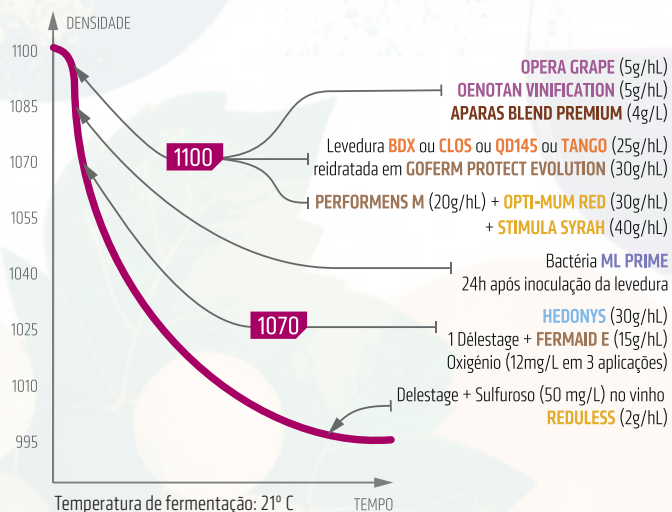 DENSIDADE
1100
1085
1070
1055
1040
1025
1010
995
OPERA GRAPE (5g/hL)
OENOTAN VINIFICATION (5g/hL)
APARAS BLEND PREMIUM (4g/L)
1100
Levedura BDX ou CLOS ou QD145 ou TANGO (25g/hL)
reidratada em GOFERM PROTECT EVOLUTION (30g/hL)
PERFORMENS M (20g/hL) + OPTI-MUM RED (30g/hL)
+ STIMULA SYRAH (40g/hL)
Bactéria ML PRIME
24h após inoculação da levedura
1070
HEDONYS (30g/hL)
1 Délestage + FERMAID E (15g/hL)
Oxigénio (12mg/L em 3 aplicações)
Delestage + Sulfuroso (50 mg/L) no vinho
REDULESS (2g/hL)
Temperatura de fermentação: 21º C
TEMPO